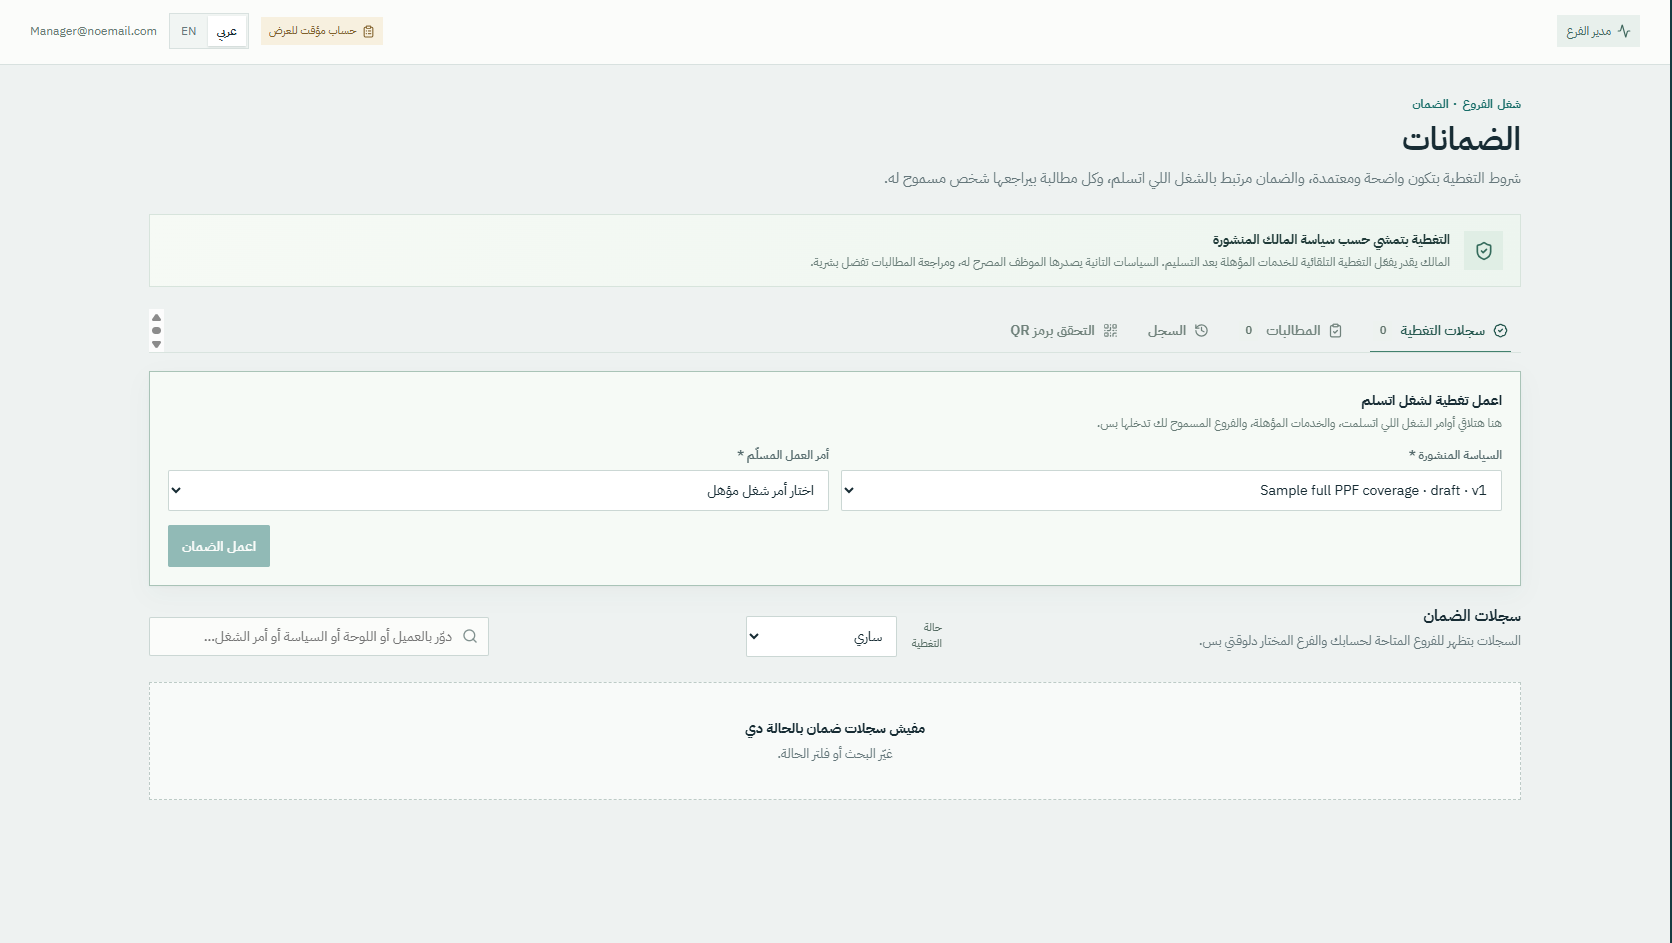 مدير الفرع
حساب مؤقت للعرض
عربي EN
Manager@noemail.com
شغل الفروع · الضمان
الضمانات
شروط التغطية بتكون واضحة ومعتمدة، والضمان مرتبط بالشغل اللي اتسلم، وكل مطالبة بيراجعها شخص مسموح له.
التغطية بتمشي حسب سياسة المالك المنشورة
المالك يقدر يفعّل التغطية التلقائية للخدمات المؤهلة بعد التسليم. السياسات التانية يصدرها الموظف المصرح له، ومراجعة المطالبات تفضل بشرية.
سجلات التغطية 0
المطالبات 0
السجل
التحقق برمز QR
اعمل تغطية لشغل اتسلم
هنا هتلاقي أوامر الشغل اللي اتسلمت، والخدمات المؤهلة، والفروع المسموح لك تدخلها بس.
السياسة المنشورة *
Sample full PPF coverage · draft · v1
أمر العمل المسلّم *
اختار أمر شغل مؤهل
اعمل الضمان
سجلات الضمان
السجلات بتظهر للفروع المتاحة لحسابك والفرع المختار دلوقتي بس.
حالة
التغطية
ساري
دوّر بالعميل أو اللوحة أو السياسة أو أمر الشغل...
مفيش سجلات ضمان بالحالة دي
غيّر البحث أو فلتر الحالة.